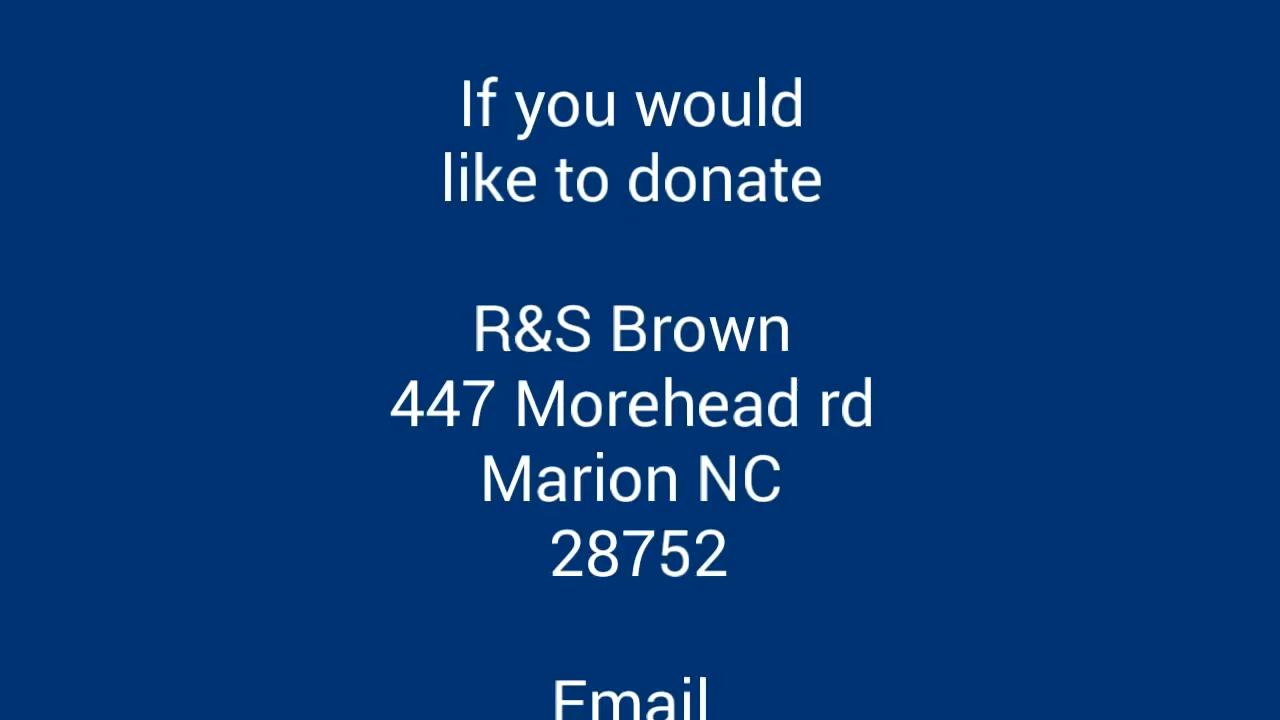 If you would
like to donate
R&S Brown
447 Morehead rd
Marion NC
28752
Email